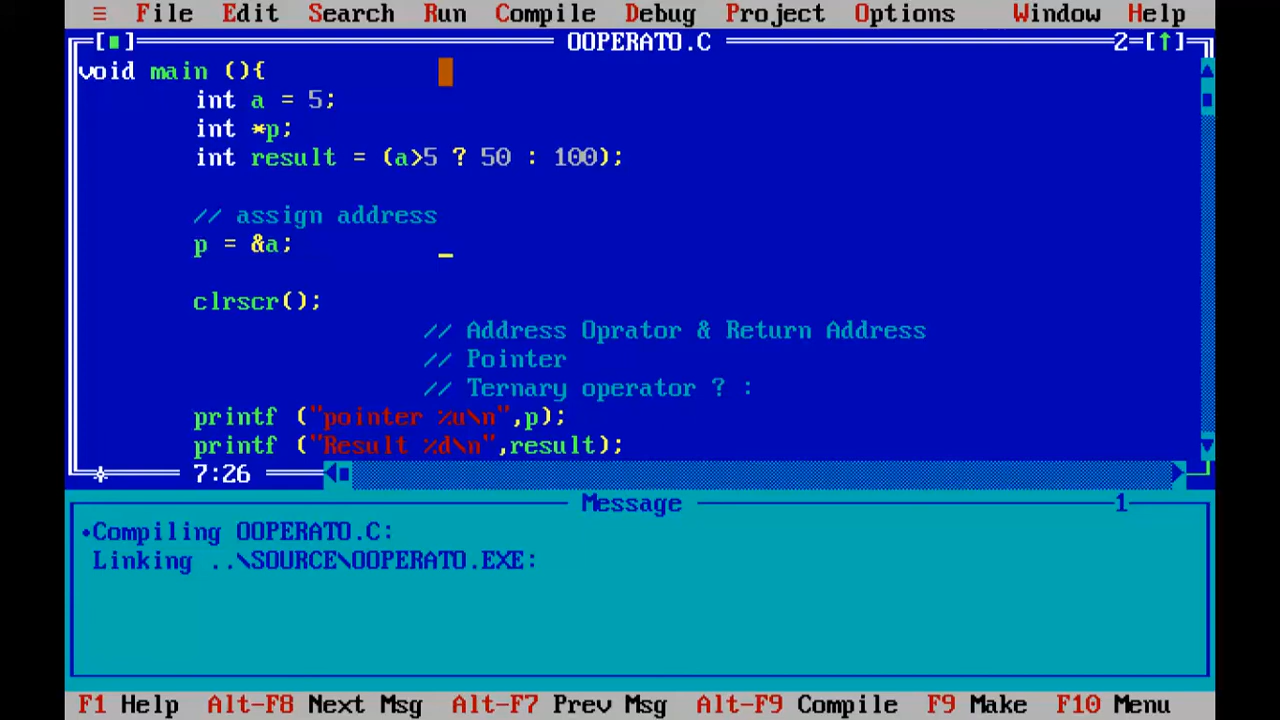 ≡ File Edit Search Run Compile Debug Project Options Window Help
[■] OOPERATO.C 2=[↑]
void main (){
int a = 5;
int *p;
int result = (a>5 ? 50 : 100);
// assign address
p = &a;
clrscr();
// Address Oprator & Return Address
// Pointer
// Ternary operator ? :
printf ("pointer %u\n",p);
printf ("Result %d\n",result);
7:26
Message 1
•Compiling OOPERATO.C:
Linking ..\SOURCE\OOPERATO.EXE:
F1 Help Alt-F8 Next Msg Alt-F7 Prev Msg Alt-F9 Compile F9 Make F10 Menu